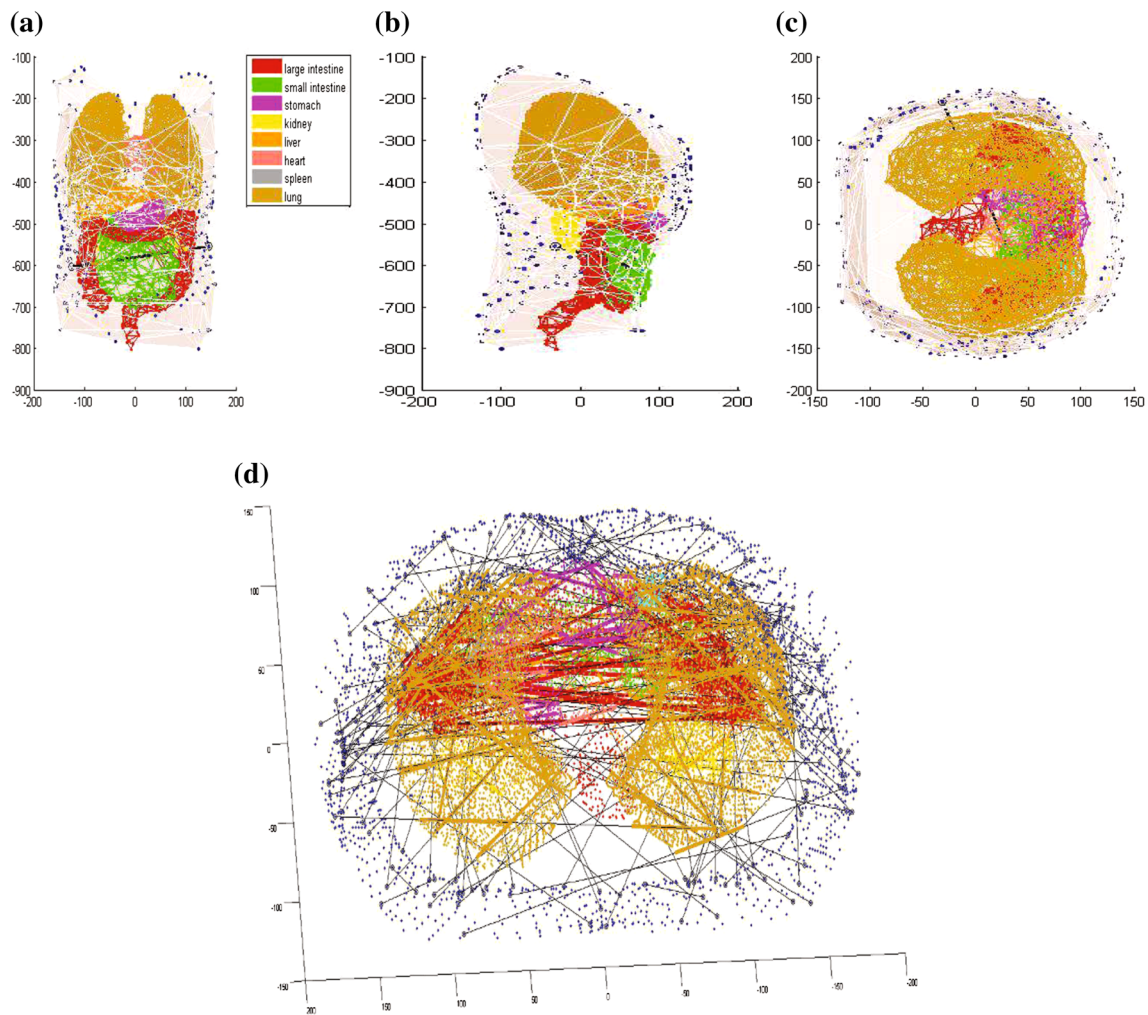 (a)
(b)
(c)
-100
-200
-300
-400
-500
-600
-700
-800
-900
-200 -100 0 100 200
large intestine
small intestine
stomach
kidney
liver
heart
spleen
lung
-100
-200
-300
-400
-500
-600
-700
-800
-900
-200 -100 0 100 200
200
150
100
50
0
-50
-100
-150
200
-150 -100 -50 0 50 100 150
(d)
150
100
50
0
-50
-100
-150
200 150 100 50 0 -50 -100 -150 -200